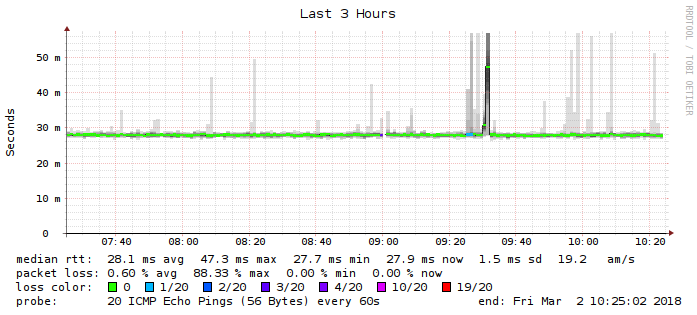 Last 3 Hours
RRDTOOL / TOBI OETIKER
Seconds
50 m
40 m
30 m
20 m
10 m
0
07:40 08:00 08:20 08:40 09:00 09:20 09:40 10:00 10:20
median rtt: 28.1 ms avg 47.3 ms max 27.7 ms min 27.9 ms now 1.5 ms sd 19.2 am/s
packet loss: 0.60 % avg 88.33 % max 0.00 % min 0.00 % now
loss color: 0 1/20 2/20 3/20 4/20 10/20 19/20
probe: 20 ICMP Echo Pings (56 Bytes) every 60s end: Fri Mar 2 10:25:02 2018